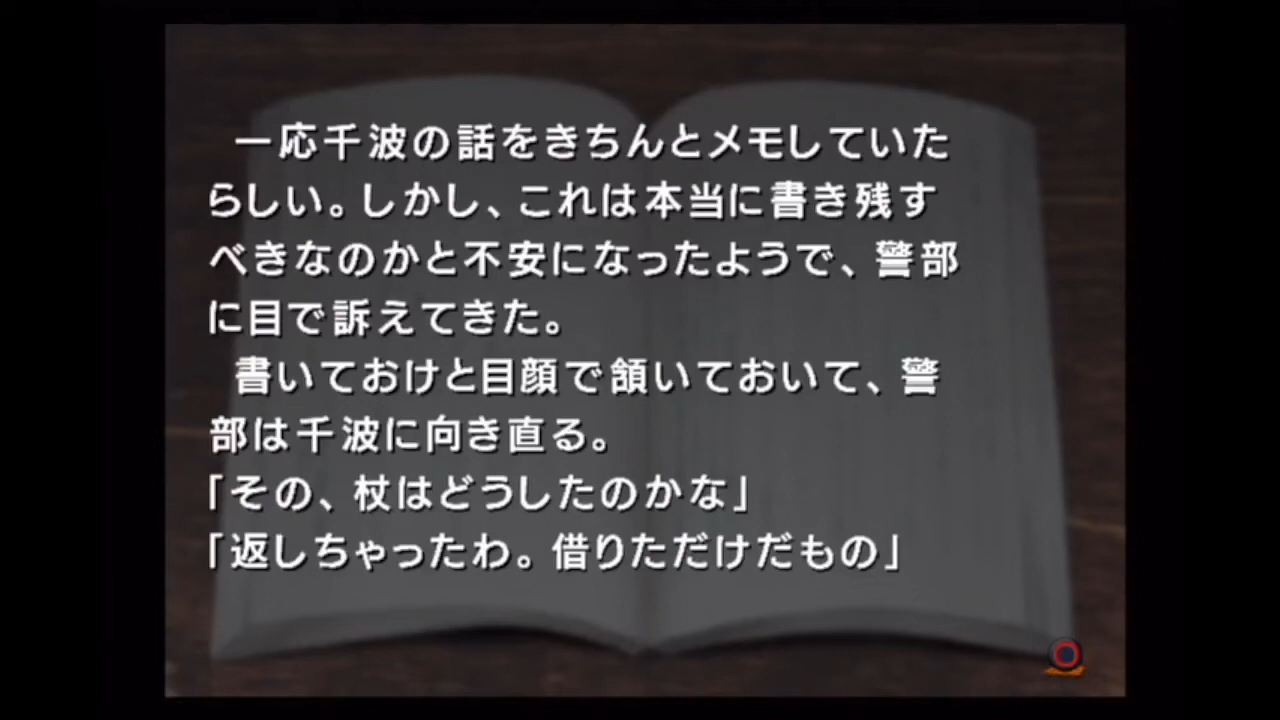 一応千波の話をきちんとメモしていた
らしい。しかし、これは本当に書き残す
べきなのかと不安になったようで、警部
に目で訴えてきた。
書いておけと目顔で頷いておいて、警
部は千波に向き直る。
「その、杖はどうしたのかな」
「返しちゃったわ。借りただけだもの」